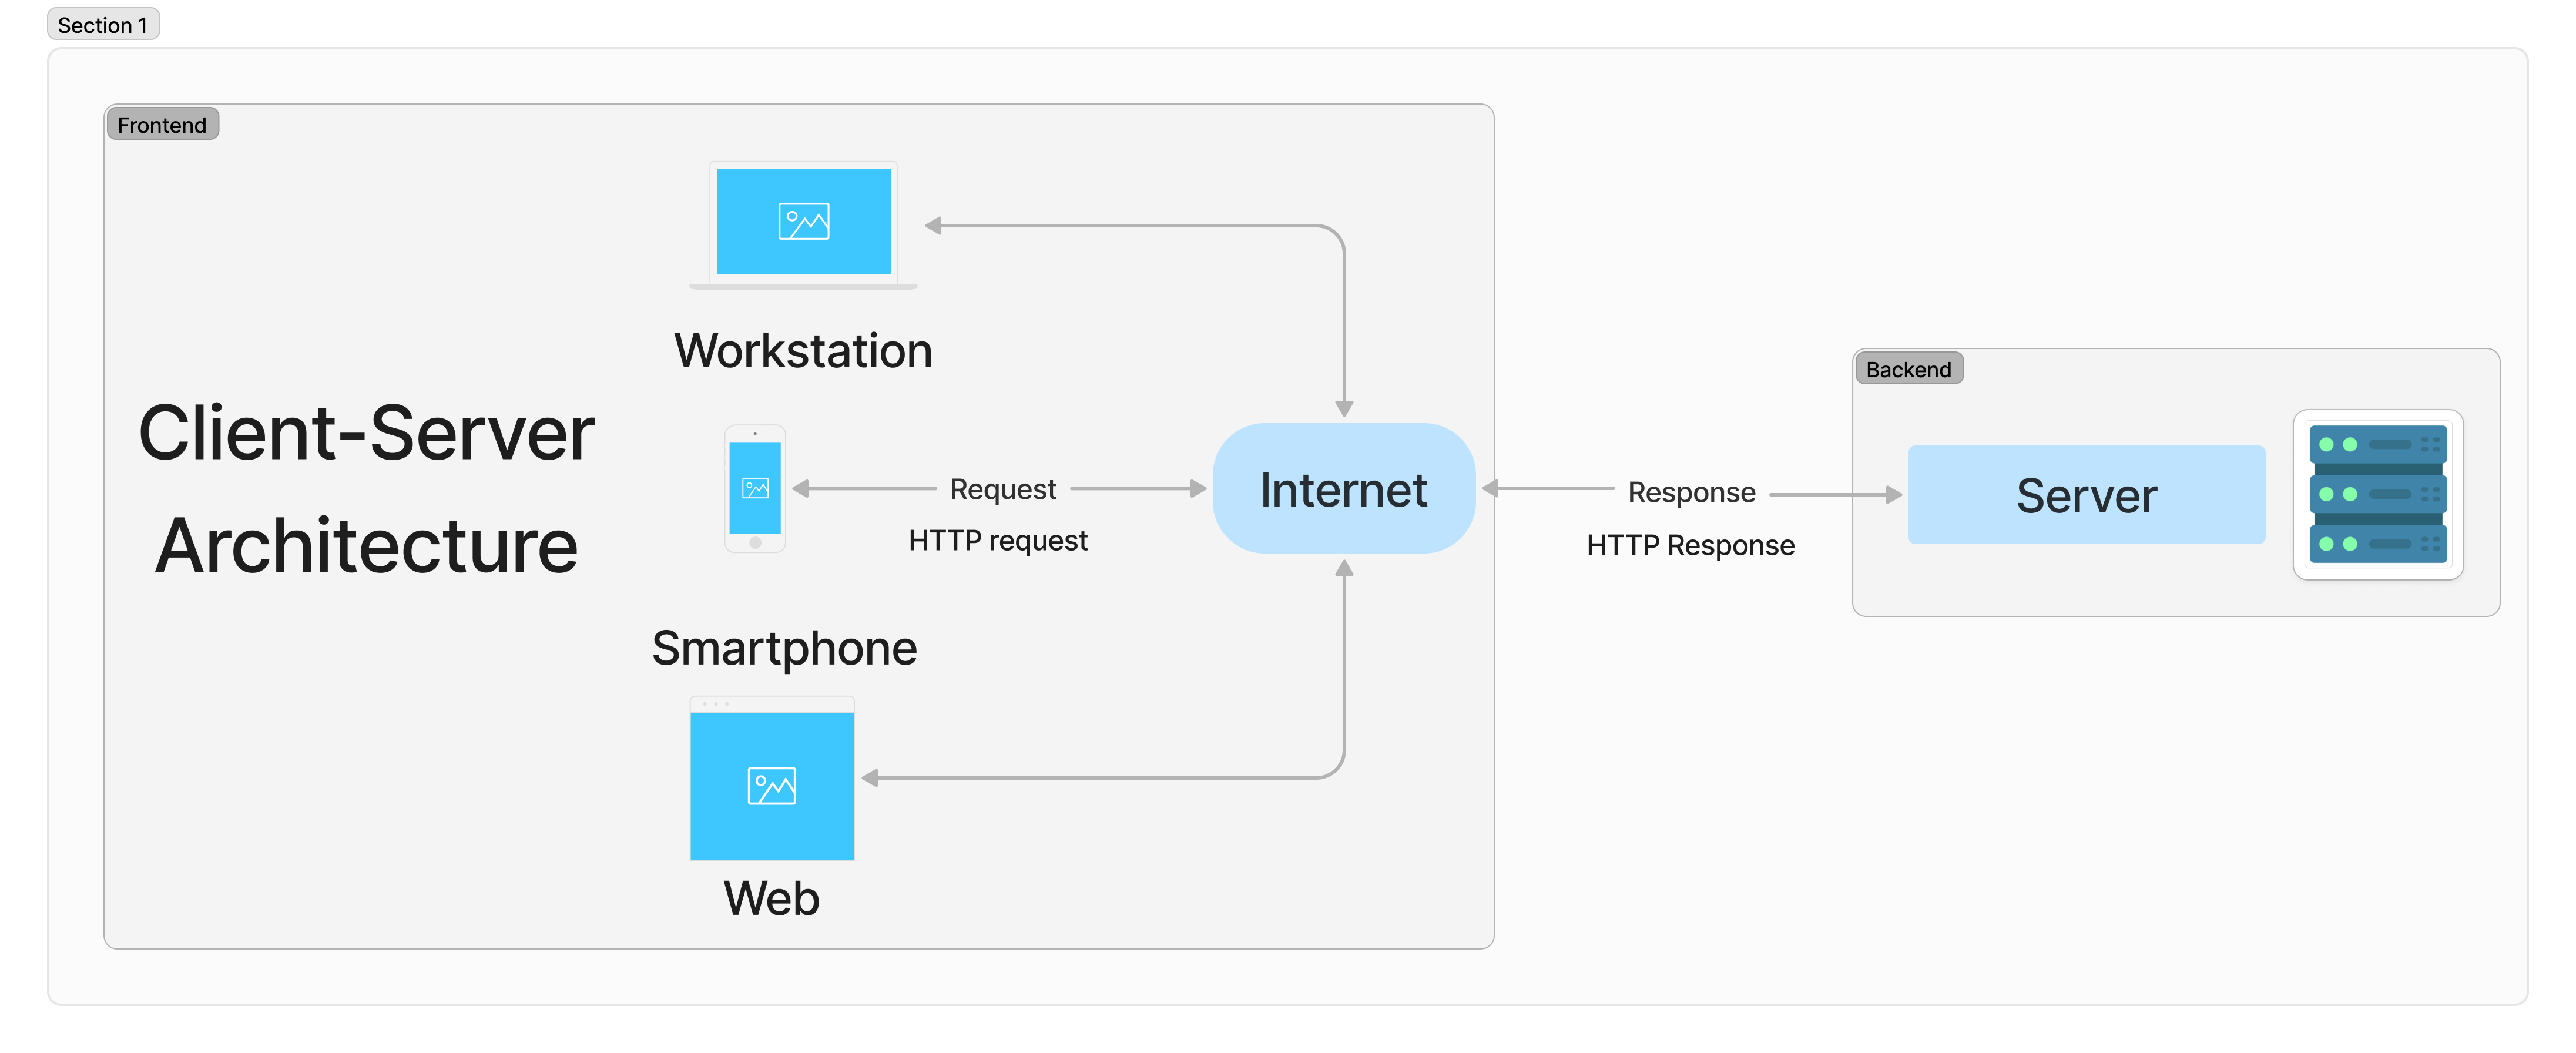 Section 1
Frontend
Workstation
Client-Server
Architecture
Request
HTTP request
Internet
Smartphone
Web
Response
HTTP Response
Backend
Server